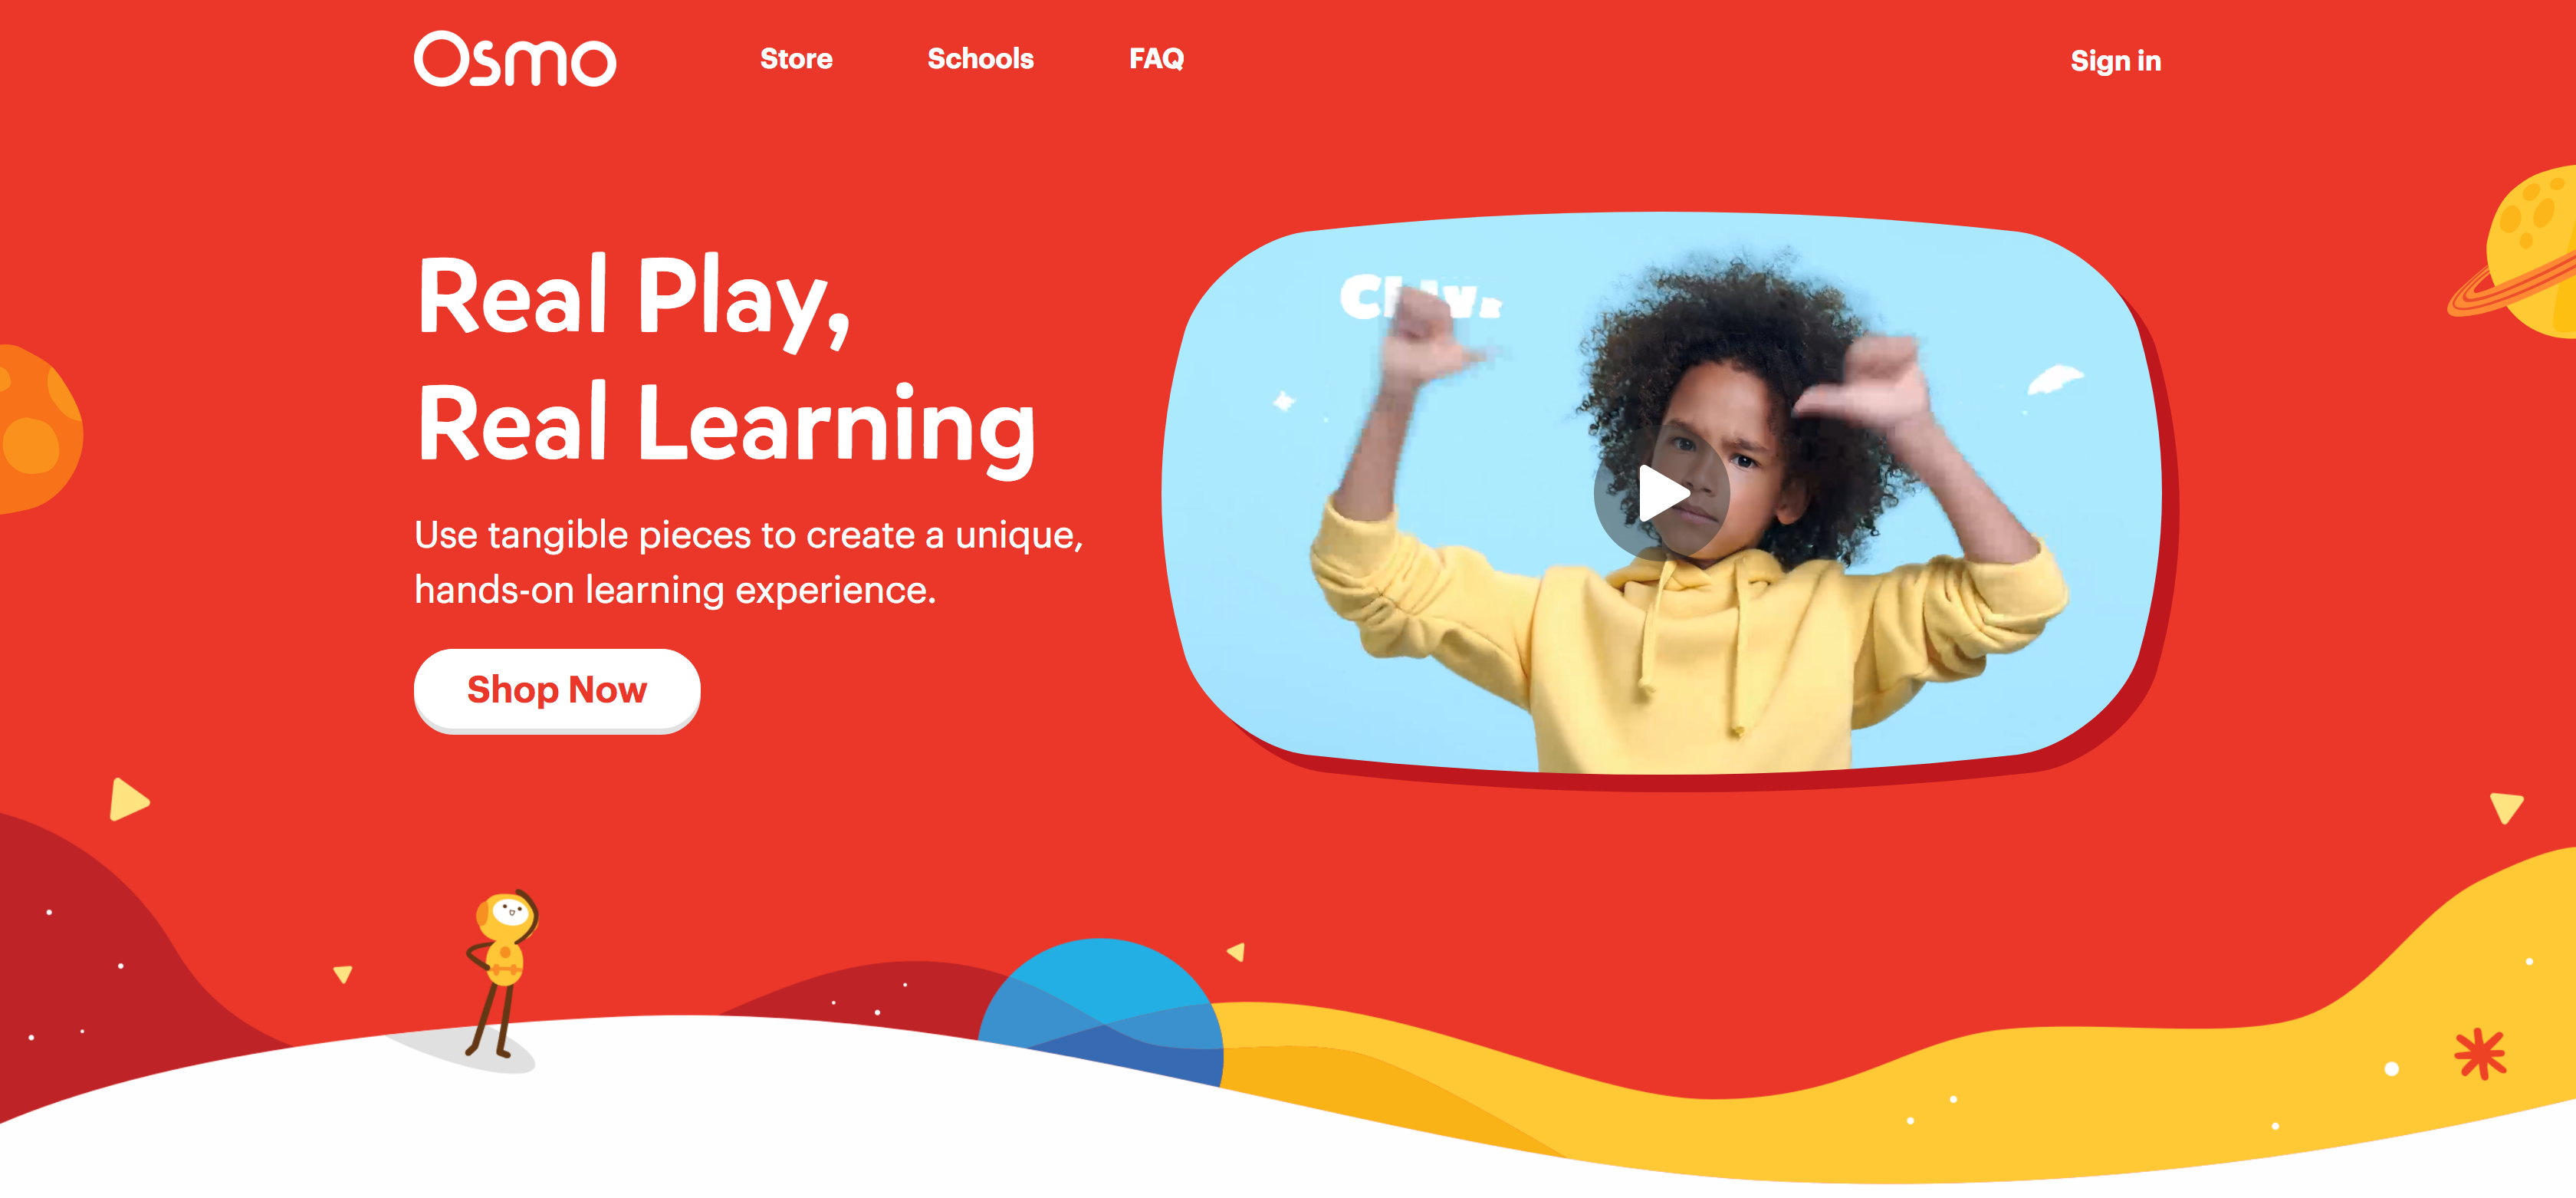 Osmo
Store
Schools
FAQ
Sign in
Real Play,
Real Learning
Use tangible pieces to create a unique,
hands-on learning experience.
Shop Now